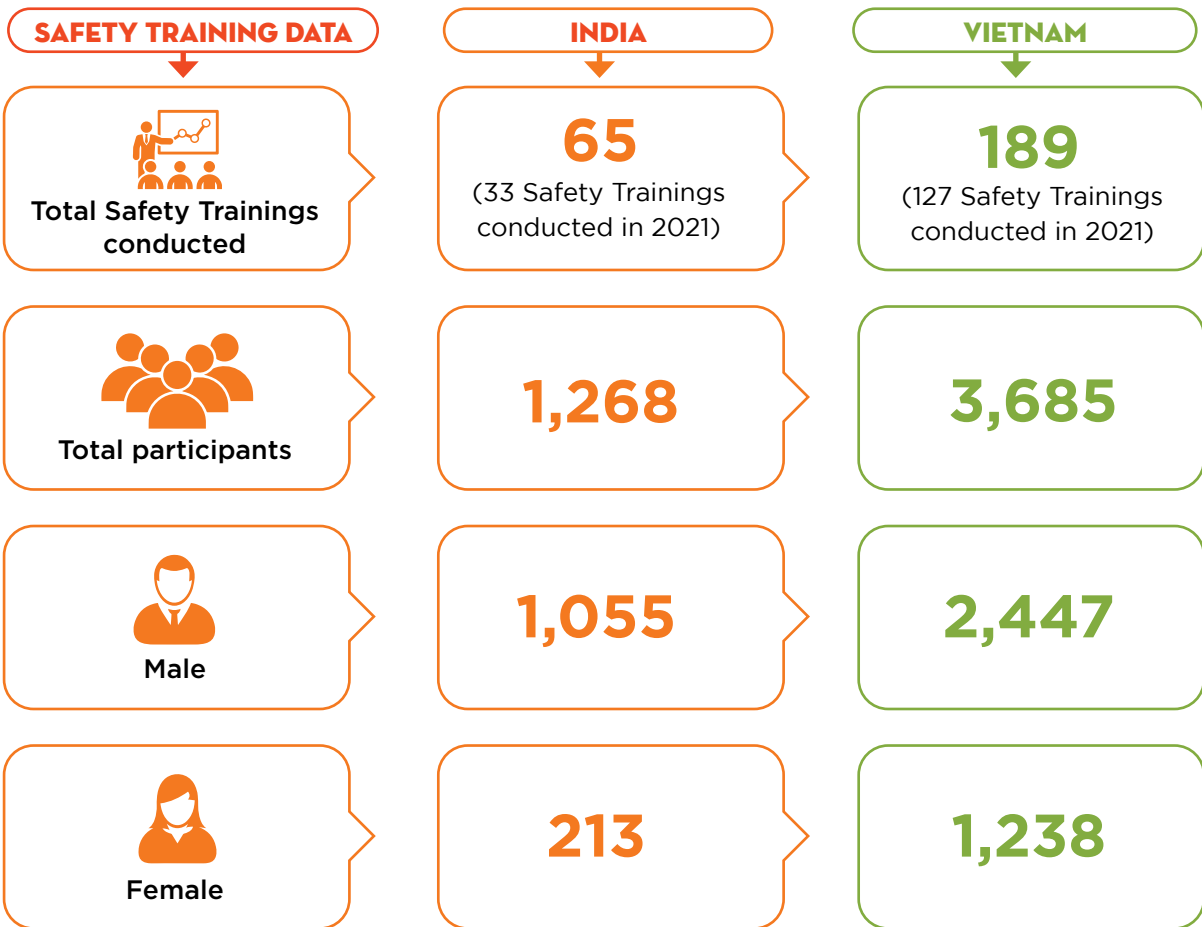 SAFETY TRAINING DATA
INDIA
VIETNAM
Total Safety Trainings
conducted
65
(33 Safety Trainings
conducted in 2021)
189
(127 Safety Trainings
conducted in 2021)
Total participants
1,268
3,685
Male
1,055
2,447
Female
213
1,238